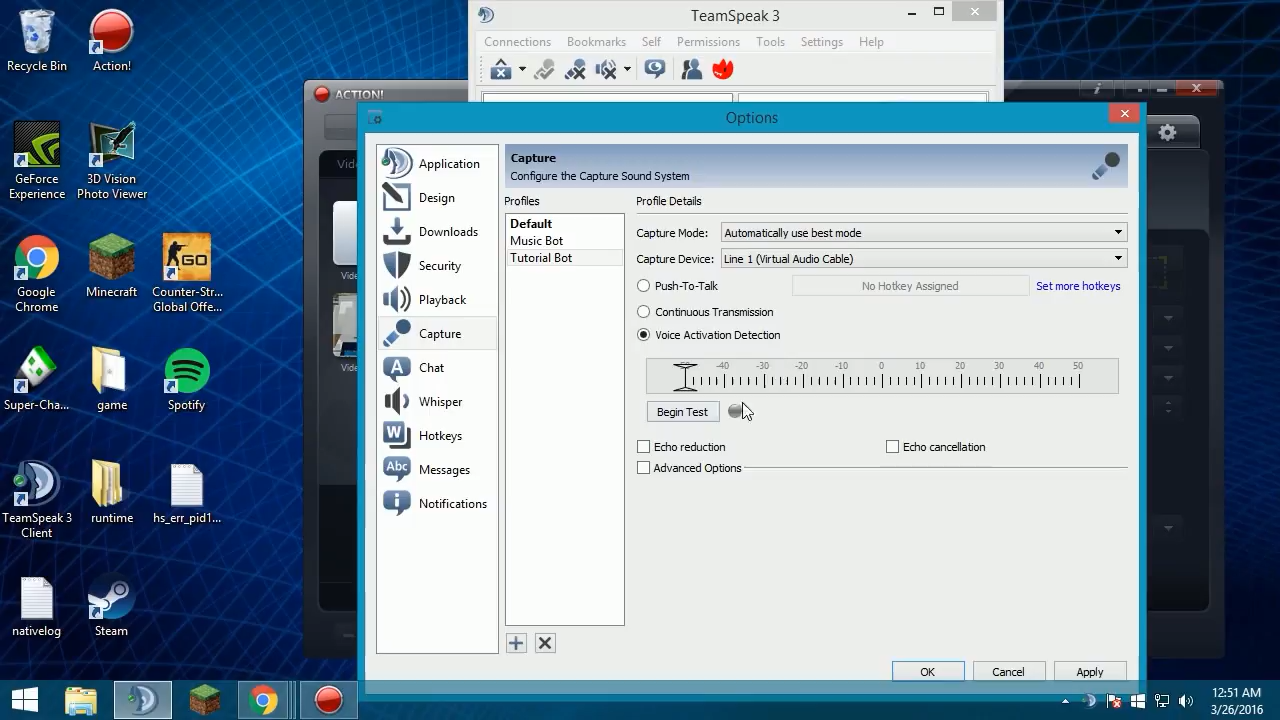 Recycle Bin
Action!
GeForce
Experience
3D Vision
Photo Viewer
Google
Chrome
Minecraft
Counter-Str...
Global Offe...
Super-Cha...
game
Spotify
TeamSpeak 3
Client
runtime
hs_err_pid1...
nativelog
Steam
TeamSpeak 3
Connections
Bookmarks
Self
Permissions
Tools
Settings
Help
ACTION!
Options
Application
Design
Downloads
Security
Playback
Capture
Chat
Whisper
Hotkeys
Messages
Notifications
Capture
Configure the Capture Sound System
Profiles
Default
Music Bot
Tutorial Bot
Profile Details
Capture Mode: Automatically use best mode
Capture Device: Line 1 (Virtual Audio Cable)
Push-To-Talk
No Hotkey Assigned
Set more hotkeys
Continuous Transmission
Voice Activation Detection
-40 -30 -20 -10 0 10 20 30 40 50
Begin Test
Echo reduction
Echo cancellation
Advanced Options
OK
Cancel
Apply
12:51 AM
3/26/2016